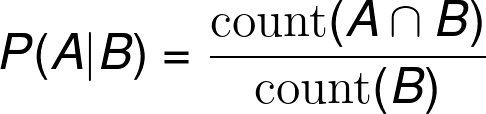 P(A|B) = count(A ∩ B) / count(B)